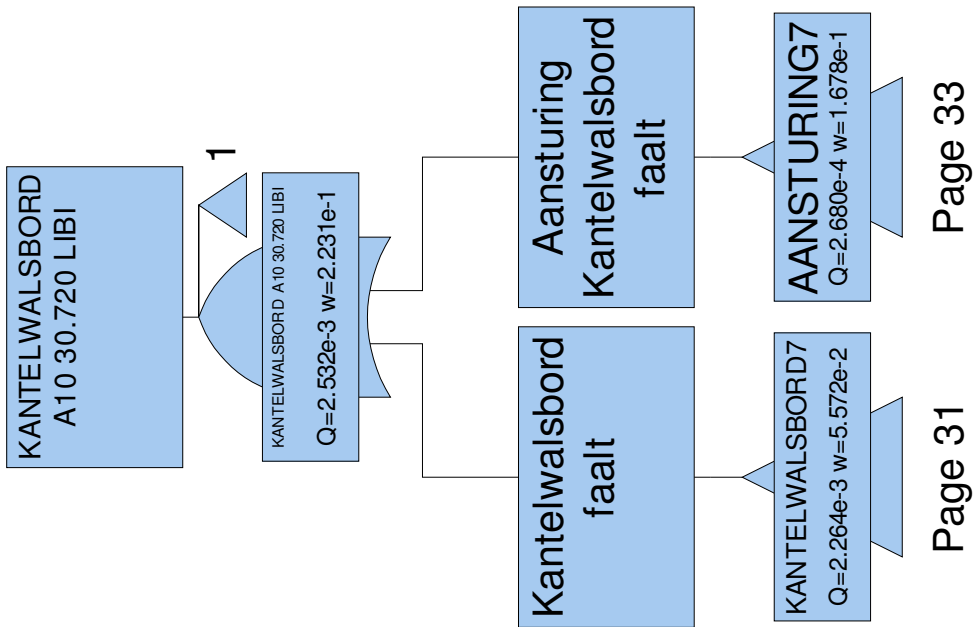 KANTELWALSBORD
A10 30.720 LIBI
1
KANTELWALSBORD A10 30.720 LIBI
Q=2.532e-3 w=2.231e-1
Kantelwalsbord
faalt
Aansturing
Kantelwalsbord
faalt
KANTELWALSBORD7
Q=2.264e-3 w=5.572e-2
AANSTURING7
Q=2.680e-4 w=1.678e-1
Page 31
Page 33